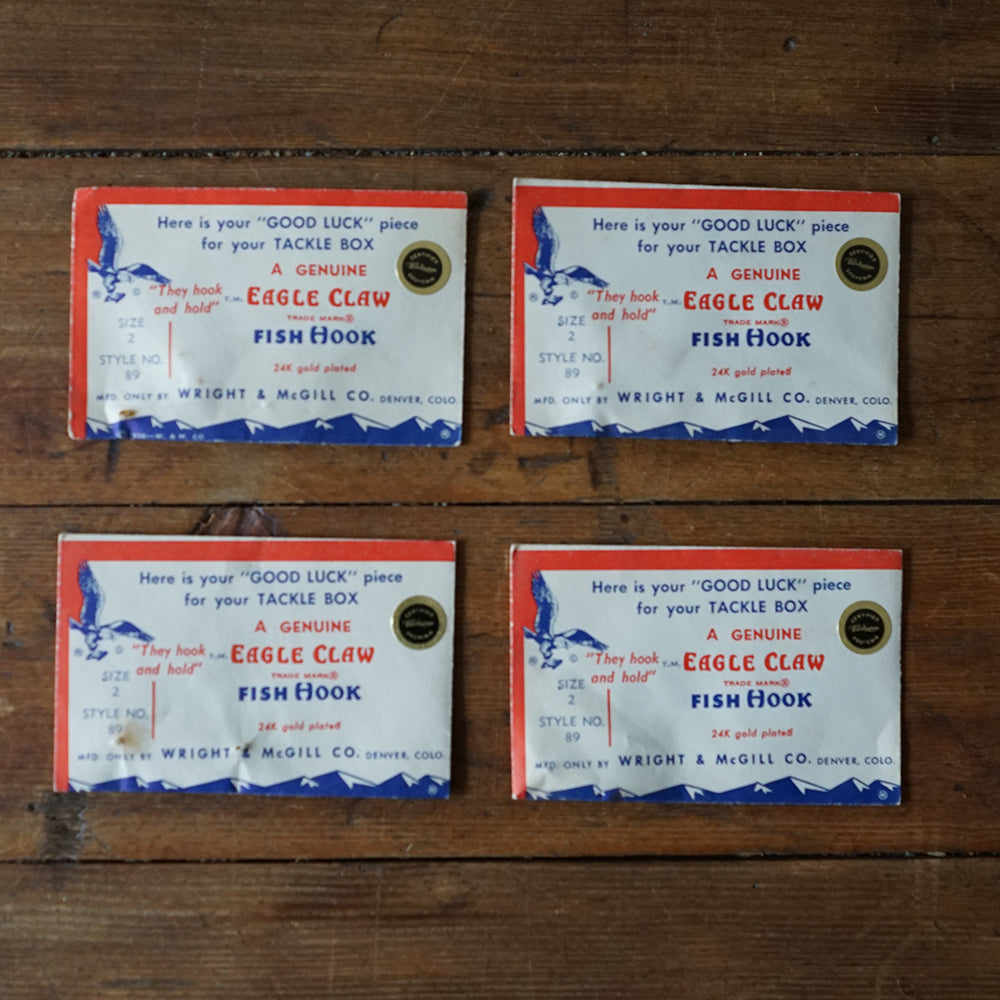 Here is your "GOOD LUCK" piece
for your TACKLE BOX
A GENUINE
"They hook T.M. EAGLE CLAW
and hold"
TRADE MARK®
SIZE
2
FISH HOOK
STYLE NO.
89
24K gold plated
MFD. ONLY BY WRIGHT & McGILL CO. DENVER, COLO.
W. & M. CO
Here is your "GOOD LUCK" piece
for your TACKLE BOX
CERTIFIED
A GENUINE
"They hook T.M. EAGLE CLAW
and hold"
TRADE MARK®
SIZE
2
FISH HOOK
STYLE NO.
89
24K gold plated
MFD. ONLY BY WRIGHT & McGILL CO. DENVER, COLO.
Here is your "GOOD LUCK" piece
for your TACKLE BOX
CERTIFIED
A GENUINE
"They hook T.M. EAGLE CLAW
and hold"
TRADE MARK®
SIZE
2
FISH HOOK
STYLE NO.
89
24K gold plated
MFD. ONLY BY WRIGHT & McGILL CO. DENVER, COLO.
Here is your "GOOD LUCK" piece
for your TACKLE BOX
CERTIFIED
A GENUINE
"They hook T.M. EAGLE CLAW
and hold"
TRADE MARK®
SIZE
2
FISH HOOK
STYLE NO.
89
24K gold plated
MFD. ONLY BY WRIGHT & McGILL CO. DENVER, COLO.